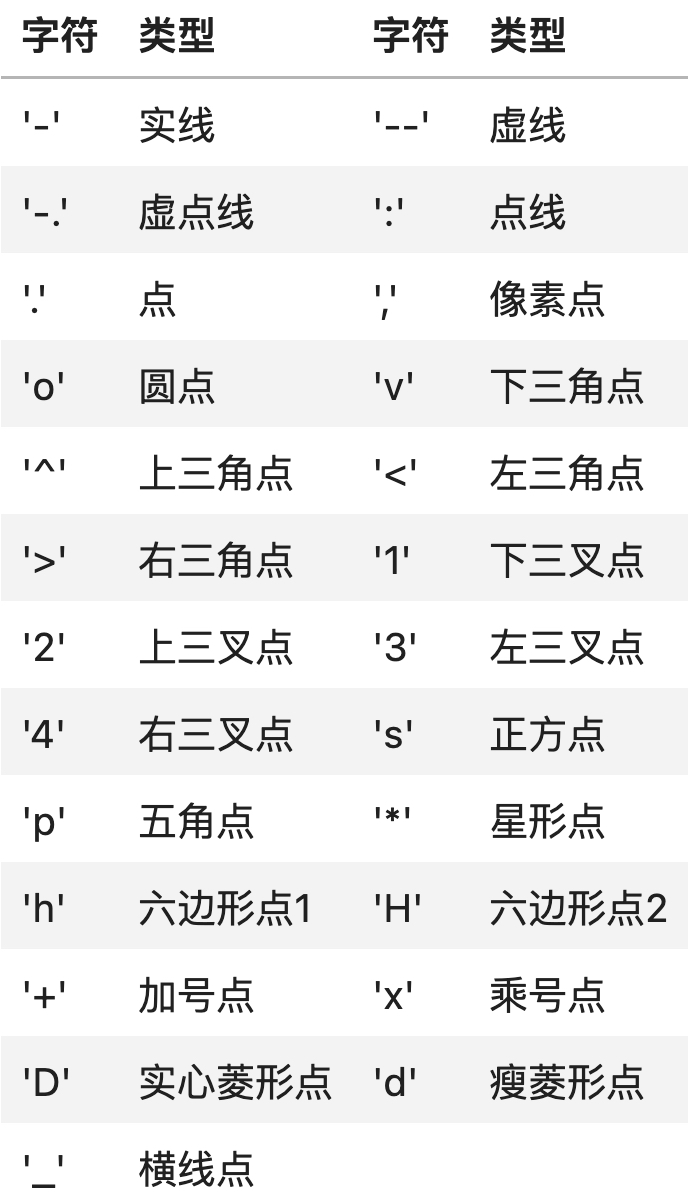 字符 类型 字符 类型
'-' 实线 '--' 虚线
'-.' 虚点线 ':' 点线
'.' 点 ',' 像素点
'o' 圆点 'v' 下三角点
'^' 上三角点 '<' 左三角点
'>' 右三角点 '1' 下三叉点
'2' 上三叉点 '3' 左三叉点
'4' 右三叉点 's' 正方点
'p' 五角点 '*' 星形点
'h' 六边形点1 'H' 六边形点2
'+' 加号点 'x' 乘号点
'D' 实心菱形点 'd' 瘦菱形点
'_' 横线点